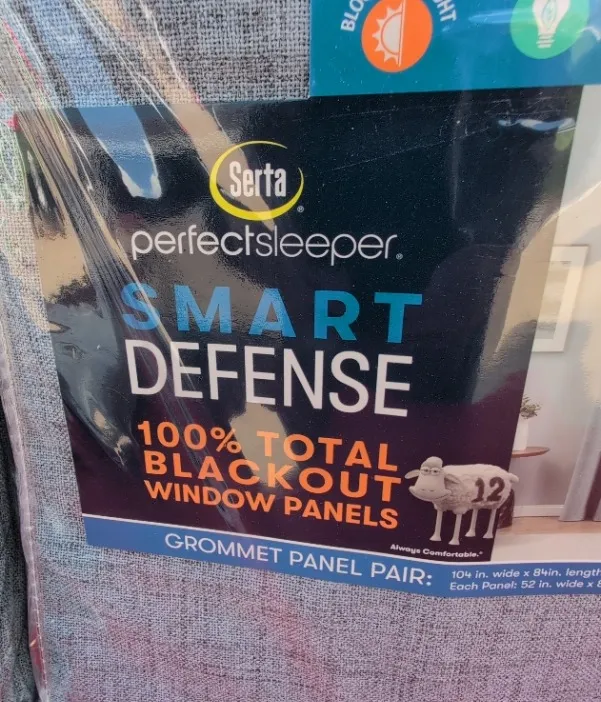 Serta
perfectsleeper®
SMART
DEFENSE
100% TOTAL
BLACKOUT
WINDOW PANELS
12
Always Comfortable.®
GROMMET PANEL PAIR:
104 in. wide x 84in. length
Each Panel: 52 in. wide x